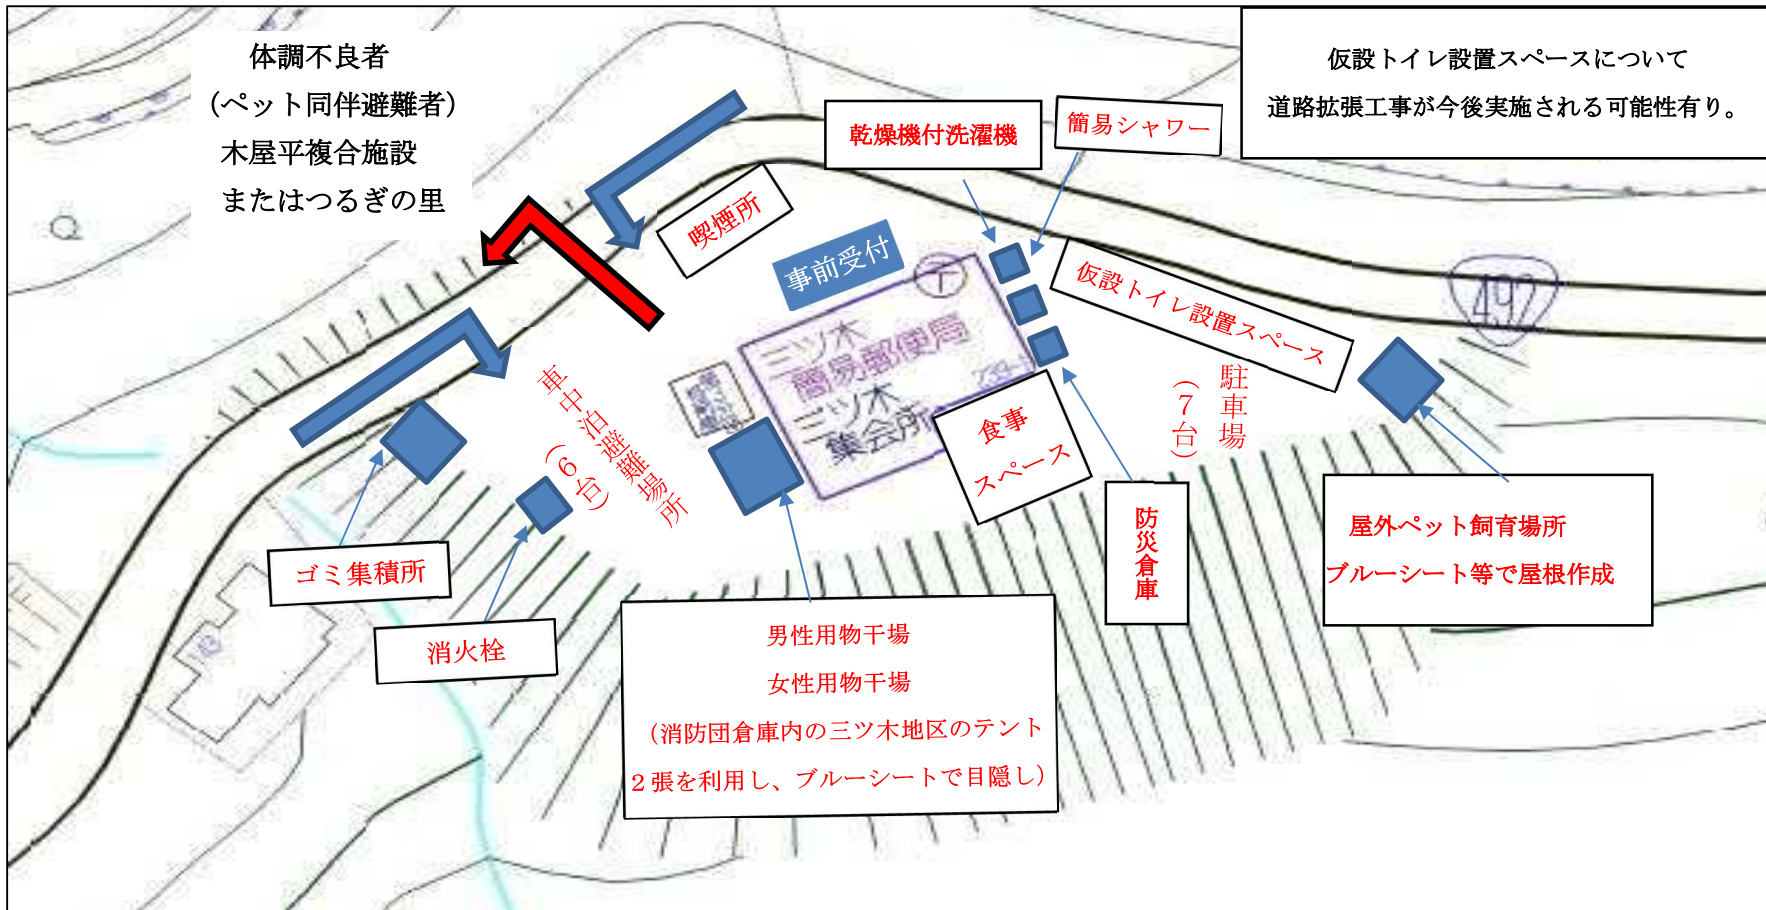 体調不良者
（ペット同伴避難者）
木屋平複合施設
またはつるぎの里
仮設トイレ設置スペースについて
道路拡張工事が今後実施される可能性有り。
乾燥機付洗濯機
簡易シャワー
喫煙所
事前受付
仮設トイレ設置スペース
492
〒
三ツ木
簡易郵便局
三ツ木
集会所
239-1
食事
スペース
駐車場
（７台）
車中泊避難場所
（６台）
防災倉庫
屋外ペット飼育場所
ブルーシート等で屋根作成
ゴミ集積所
消火栓
男性用物干場
女性用物干場
（消防団倉庫内の三ツ木地区のテント
２張を利用し、ブルーシートで目隠し）